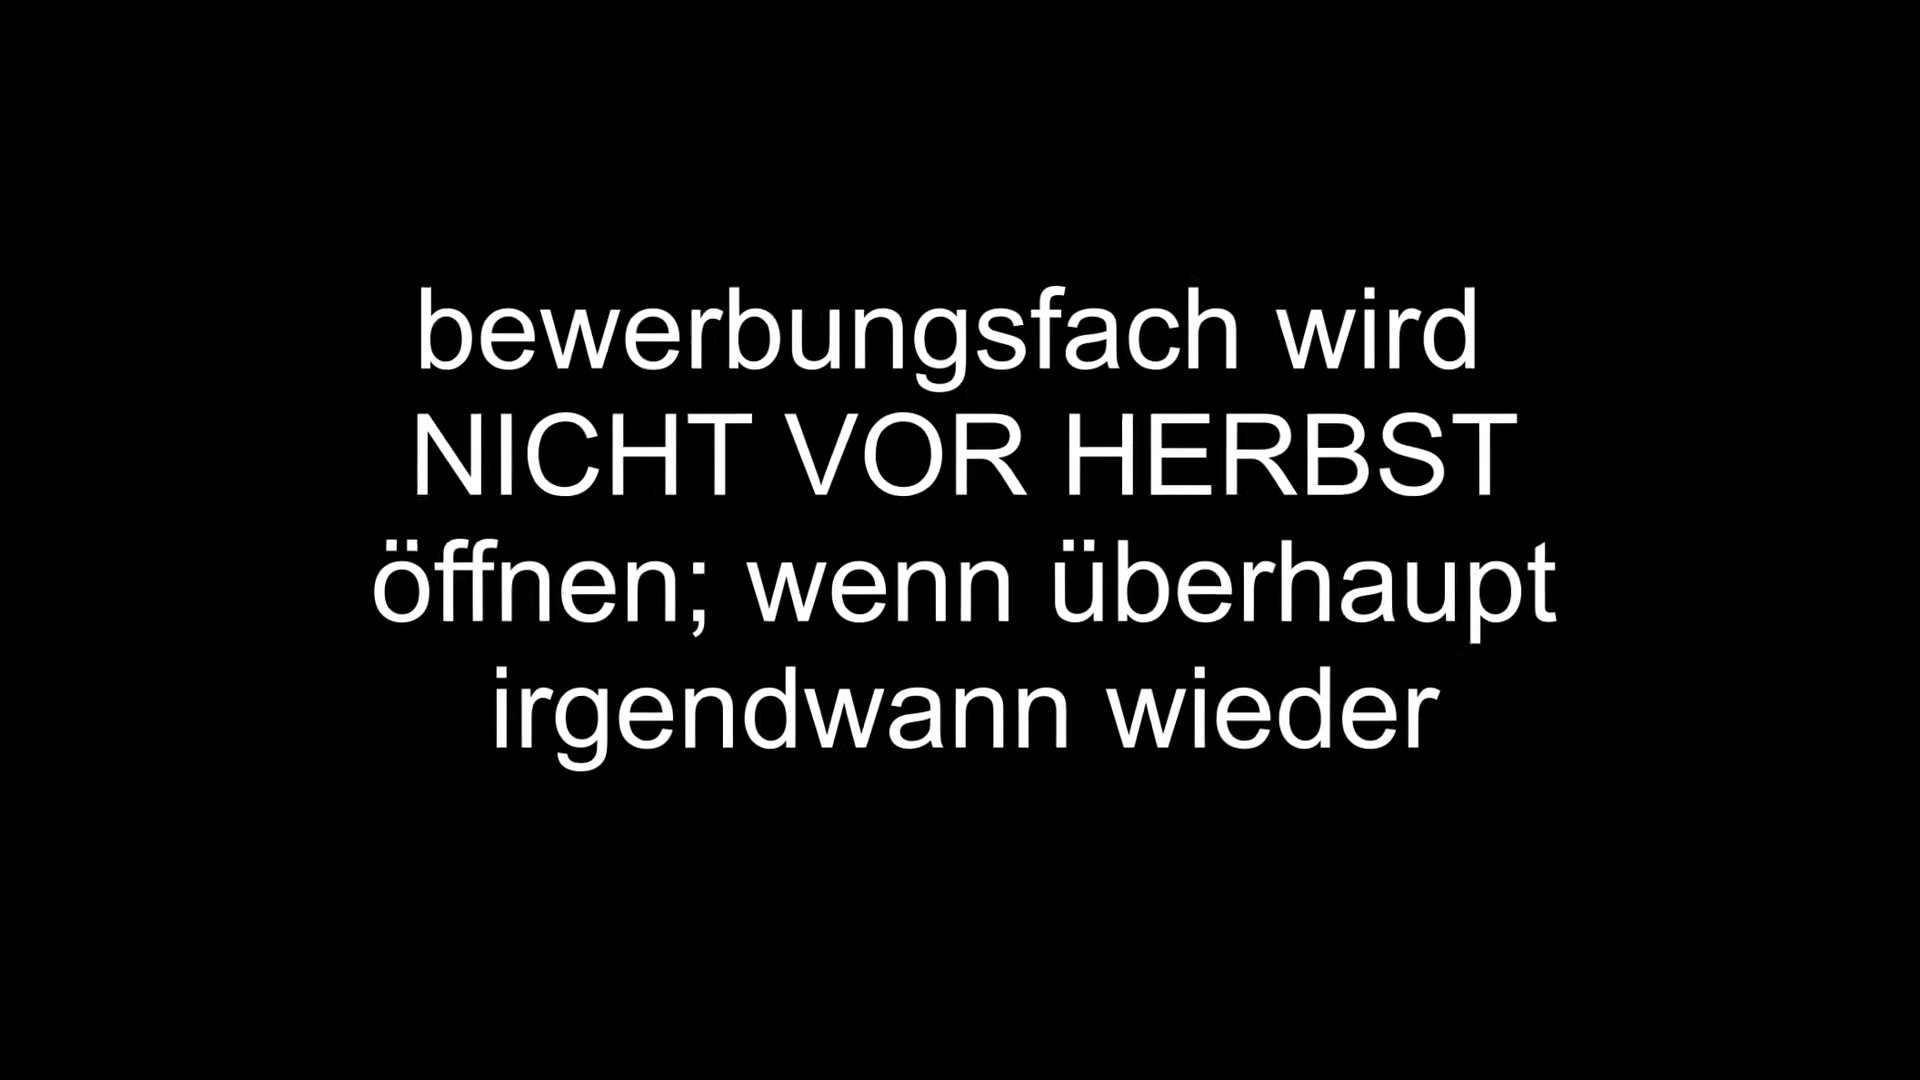 bewerbungsfach wird
NICHT VOR HERBST
öffnen; wenn überhaupt
irgendwann wieder